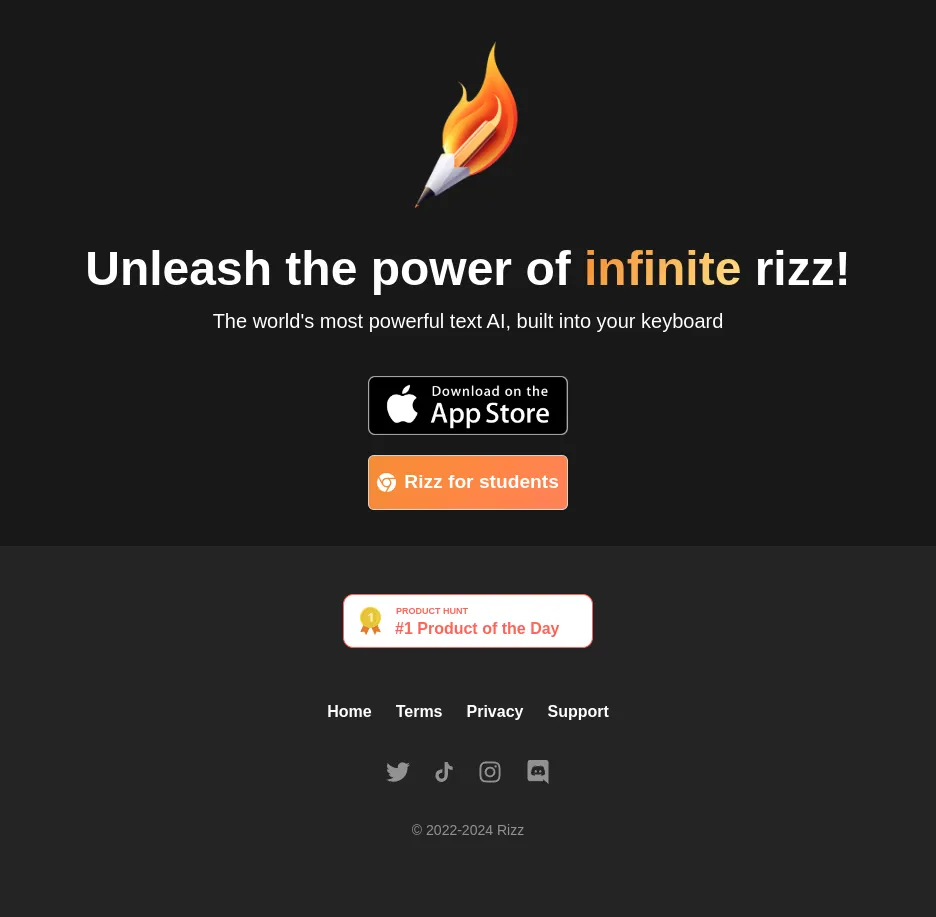 Unleash the power of infinite rizz!
The world's most powerful text AI, built into your keyboard
Download on the
App Store
Rizz for students
1
PRODUCT HUNT
#1 Product of the Day
Home Terms Privacy Support
© 2022-2024 Rizz